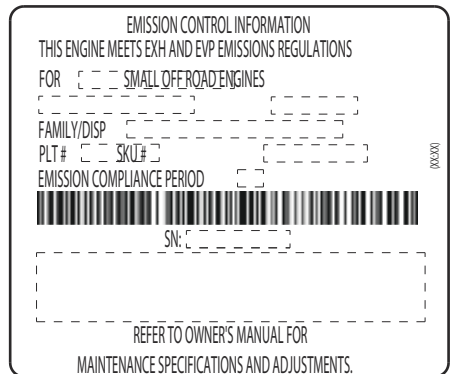 EMISSION CONTROL INFORMATION
THIS ENGINE MEETS EXH AND EVP EMISSIONS REGULATIONS
FOR SMALL OFF ROAD ENGINES
FAMILY/DISP
PLT # SKU #
(XX:XX)
EMISSION COMPLIANCE PERIOD
SN:
REFER TO OWNER'S MANUAL FOR
MAINTENANCE SPECIFICATIONS AND ADJUSTMENTS.